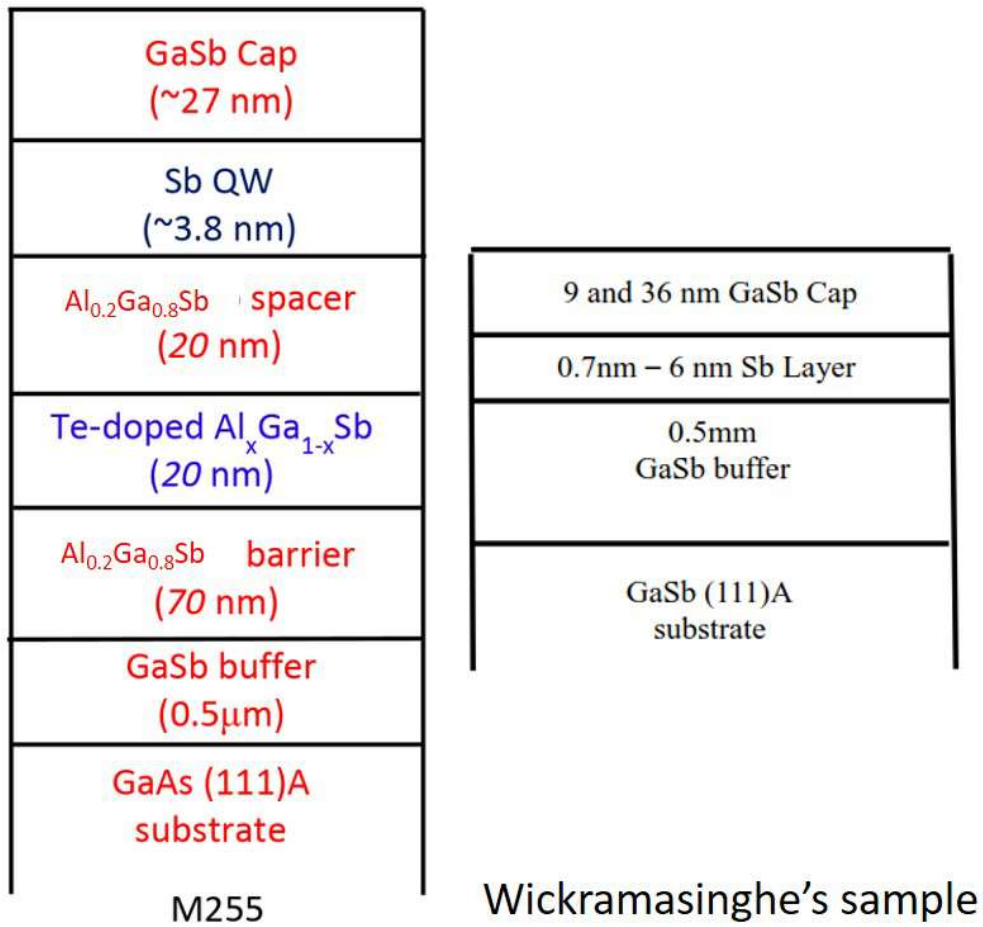 GaSb Cap
(~27 nm)
Sb QW
(~3.8 nm)
Al0.2Ga0.8Sb spacer
(20 nm)
Te-doped AlxGa1-xSb
(20 nm)
Al0.2Ga0.8Sb barrier
(70 nm)
GaSb buffer
(0.5μm)
GaAs (111)A
substrate
M255
9 and 36 nm GaSb Cap
0.7nm – 6 nm Sb Layer
0.5mm
GaSb buffer
GaSb (111)A
substrate
Wickramasinghe's sample